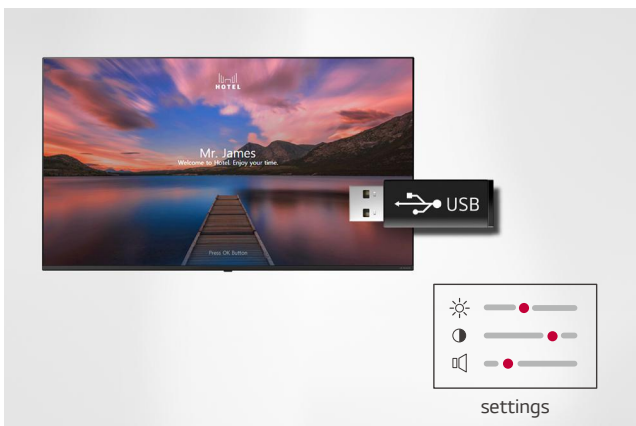 HOTEL
Mr. James
Welcome to Hotel. Enjoy your time.
Press OK Button
USB
settings